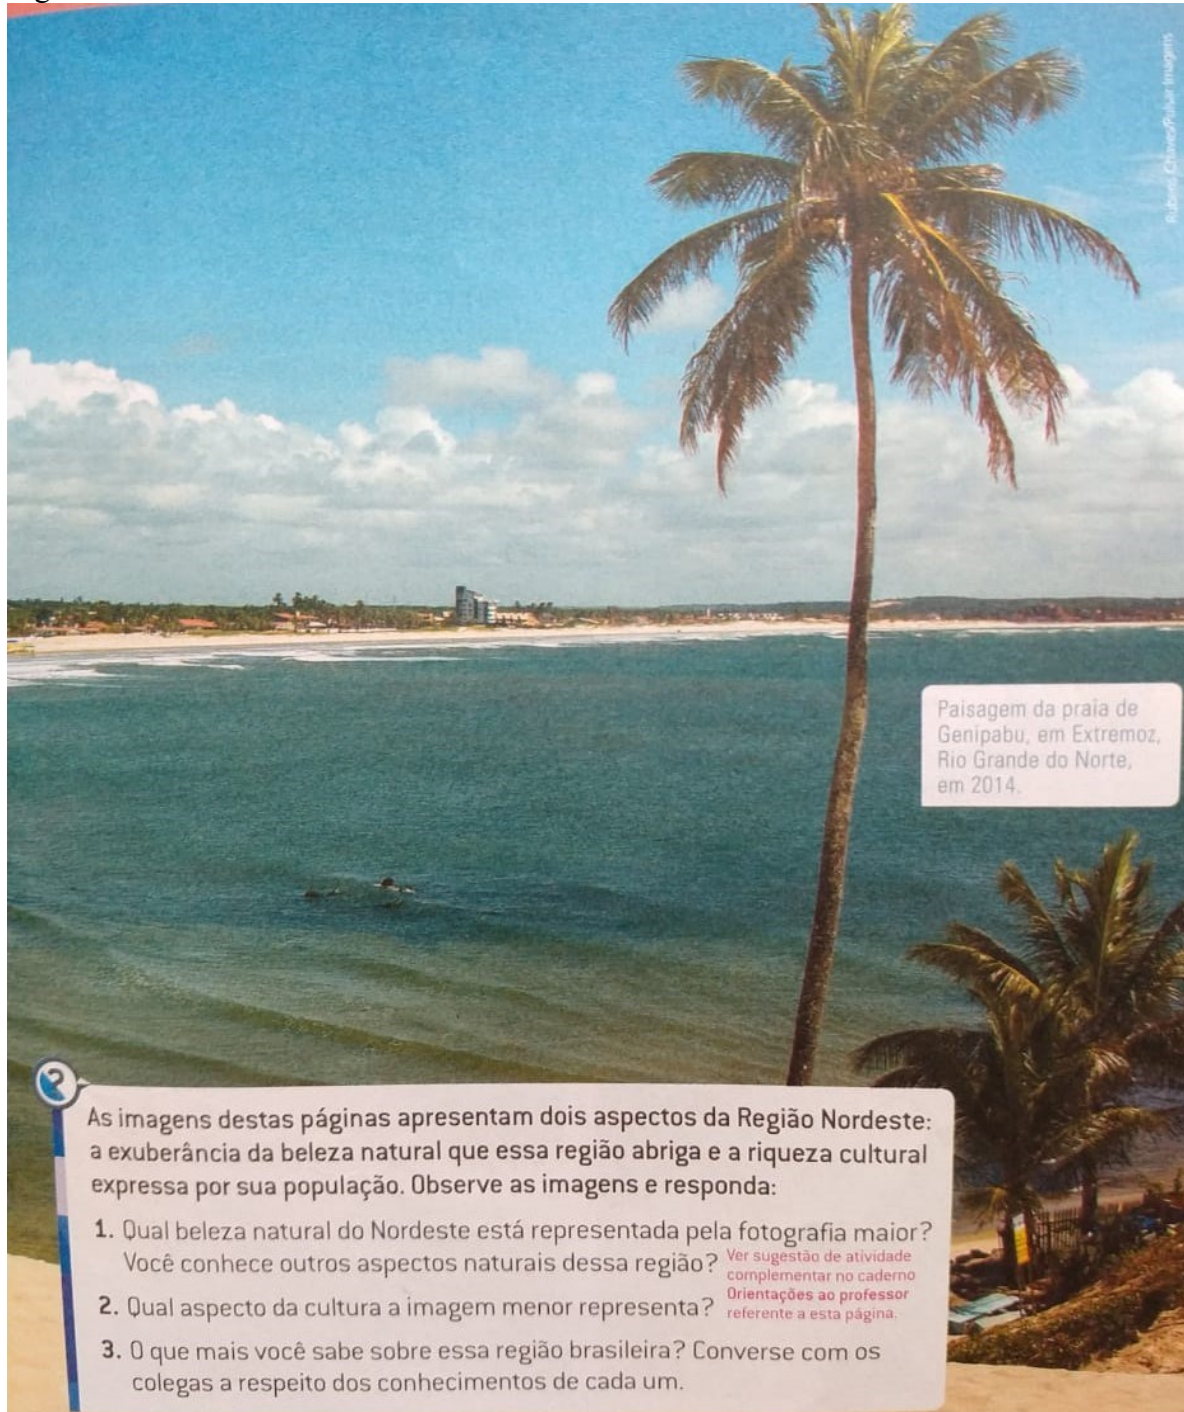 Rubens Chaves/Pulsar Imagens
Paisagem da praia de
Genipabu, em Extremoz,
Rio Grande do Norte,
em 2014.
?
As imagens destas páginas apresentam dois aspectos da Região Nordeste:
a exuberância da beleza natural que essa região abriga e a riqueza cultural
expressa por sua população. Observe as imagens e responda:
1. Qual beleza natural do Nordeste está representada pela fotografia maior?
Você conhece outros aspectos naturais dessa região?
2. Qual aspecto da cultura a imagem menor representa?
Ver sugestão de atividade
complementar no caderno
Orientações ao professor
referente a esta página.
3. O que mais você sabe sobre essa região brasileira? Converse com os
colegas a respeito dos conhecimentos de cada um.